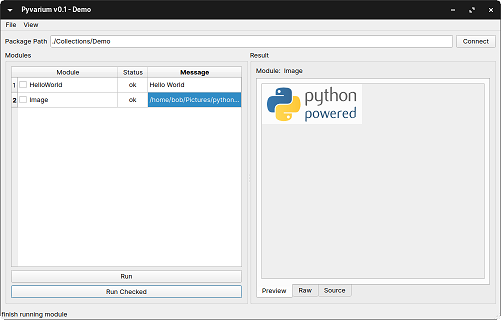 Pyvarium v0.1 - Demo
File View
Package Path ./Collections/Demo Connect
Modules Result
Module Status Message
1 HelloWorld ok Hello World
2 Image ok /home/bob/Pictures/python...
Module: Image
python
powered
Run
Run Checked
Preview Raw Source
finish running module